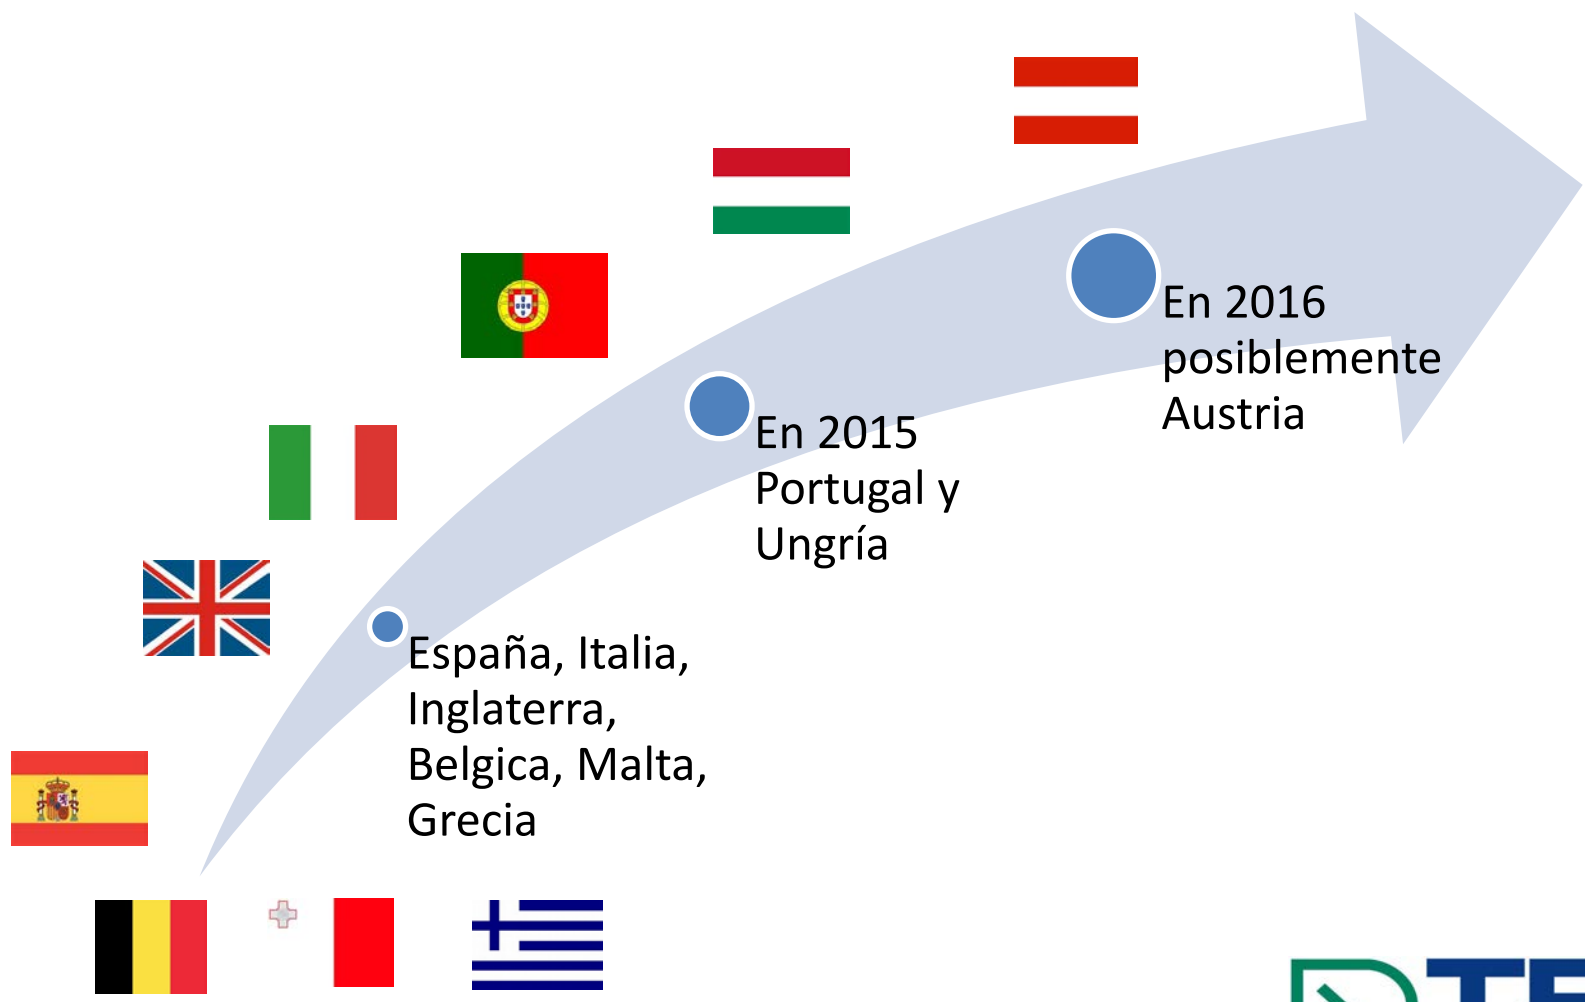 España, Italia,
Inglaterra,
Belgica, Malta,
Grecia
En 2015
Portugal y
Ungría
En 2016
posiblemente
Austria